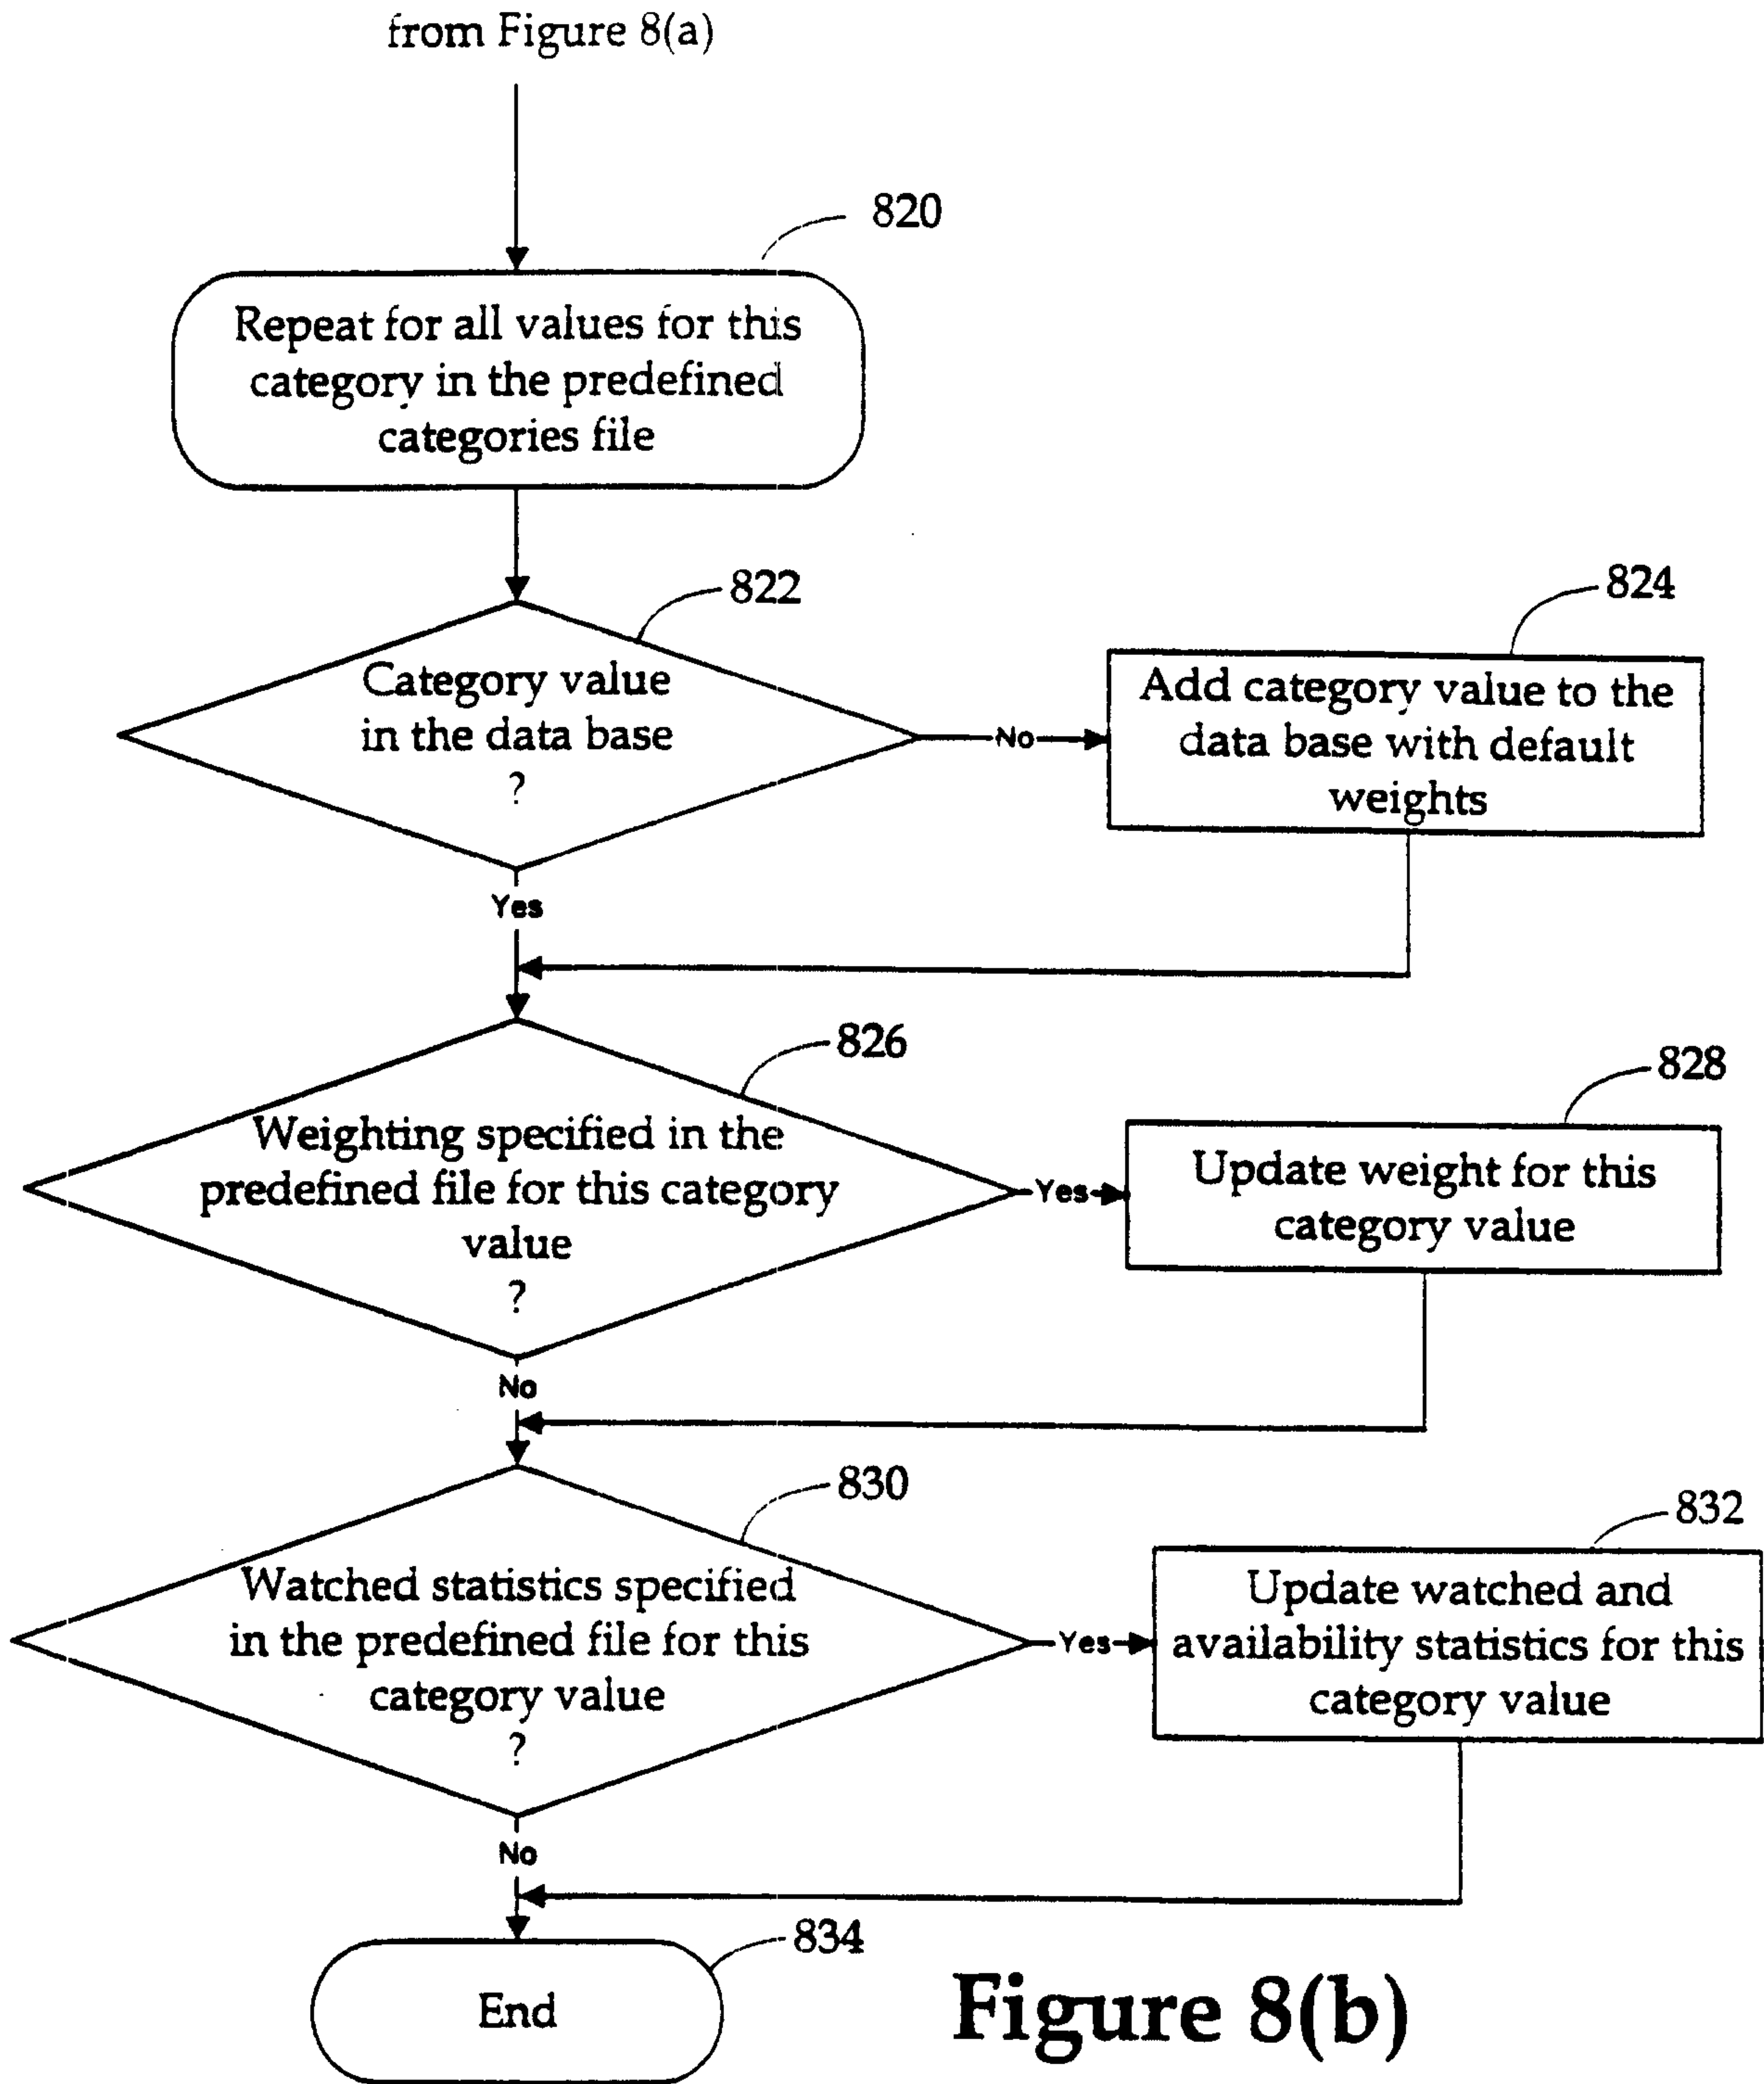 from Figure 8(a)
820
Repeat for all values for this
category in the predefined
categories file
822
Category value
in the data base
?
No
824
Add category value to the
data base with default
weights
Yes
826
Weighting specified in the
predefined file for this category
value
?
Yes
828
Update weight for this
category value
No
830
Watched statistics specified
in the predefined file for this
category value
?
Yes
832
Update watched and
availability statistics for this
category value
No
834
End
Figure 8(b)